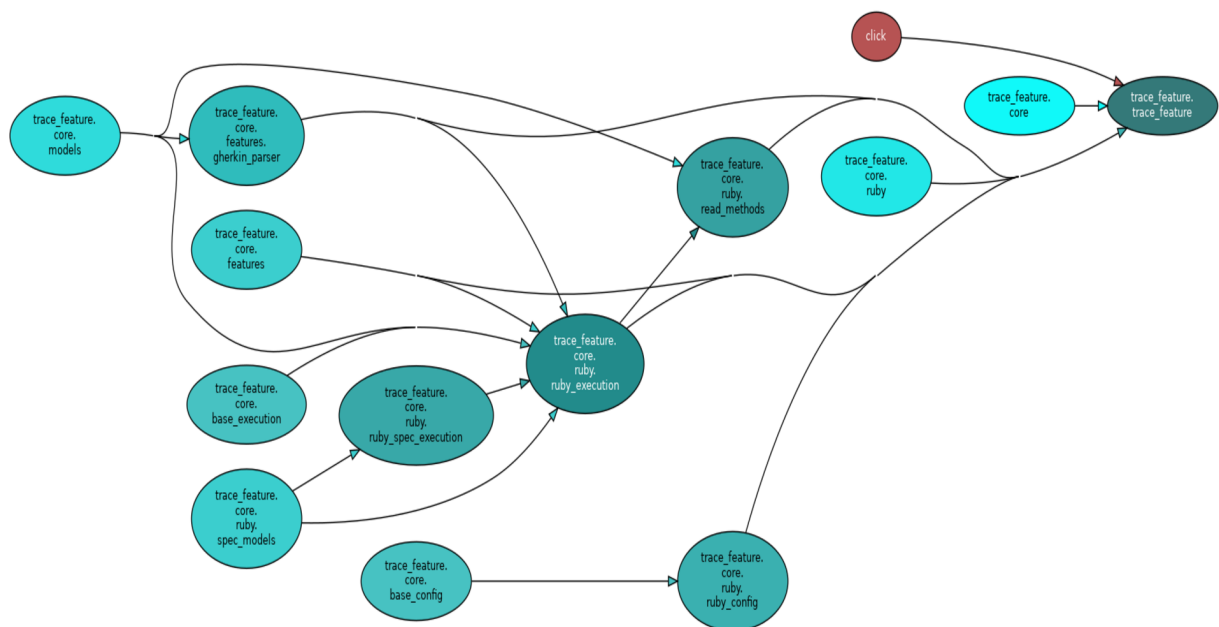 click
trace_feature.
core
trace_feature.
trace_feature
trace_feature.
core.
models
trace_feature.
core.
features.
gherkin_parser
trace_feature.
core.
ruby.
read_methods
trace_feature.
core.
ruby
trace_feature.
core.
features
trace_feature.
core.
ruby.
ruby_execution
trace_feature.
core.
base_execution
trace_feature.
core.
ruby.
ruby_spec_execution
trace_feature.
core.
ruby.
spec_models
trace_feature.
core.
base_config
trace_feature.
core.
ruby.
ruby_config